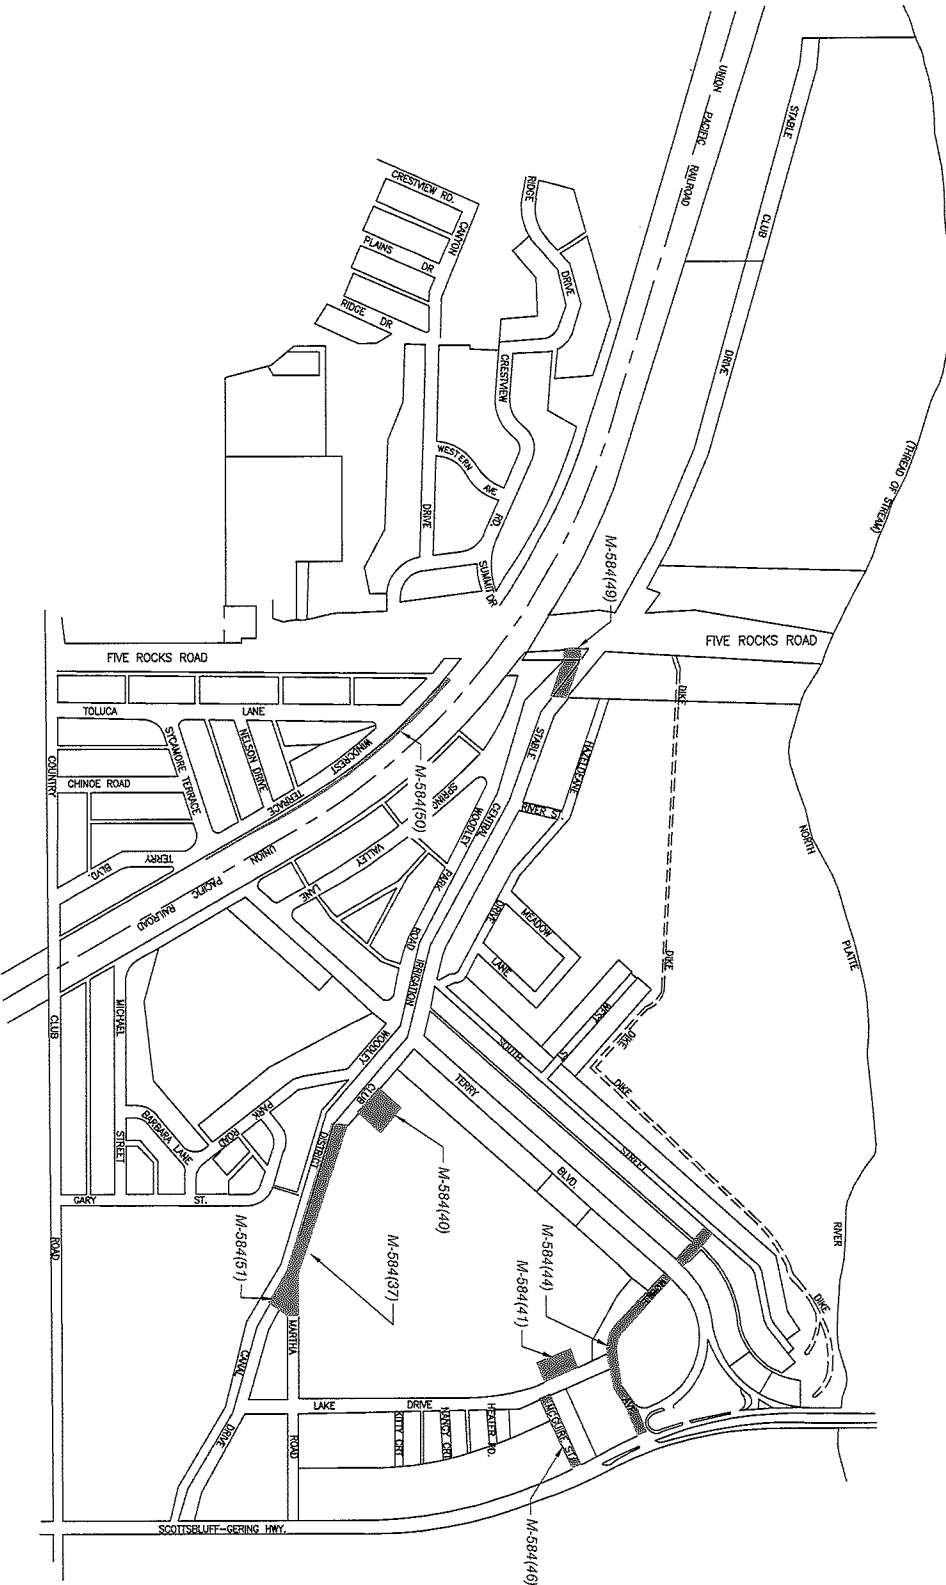 UNION PACIFIC RAILROAD
STABLE CLUB DRIVE
(THREAD OF STREAM)
CRESTVIEW RD.
CANYON
PLAINS DR
RIDGE DR
RIDGE DRIVE
CRESTVIEW RD.
WESTERN AVE
DRIVE
SUMMIT DR
M-584(49)
FIVE ROCKS ROAD
FIVE ROCKS ROAD
DIKE
TOLUCA LANE
SYCAMORE TERRACE
NELSON DRIVE
WINDCREST
TERRACE
M-584(50)
CHINOE ROAD
TERRY
BLVD.
COUNTRY CLUB ROAD
UNION PACIFIC RAILROAD
SPRING
VALLEY
LANE
WOODLEY PARK ROAD
CENTRAL IRRIGATION DISTRICT CANAL
STABLE
HAZELDEANE
RIVER ST.
DRIVE
MEADOW
LANE
NORTH PLATTE RIVER
DIKE
DIKE
DIKE
WEST
ST.
SOUTH STREET
TERRY BLVD.
WOODLEY PARK ROAD
CLUB
MICHAEL STREET
BARBARA LANE
GARY ST.
M-584(40)
M-584(37)
M-584(51)
M-584(44)
M-584(41)
DIKE
AVE
MARTHA ROAD
LAKE DRIVE
KITTY CRT
NANCY CRT
HEATER RD.
MCGUIRE ST.
M-584(46)
DRIVE
SCOTTSBLUFF-GERING HWY.